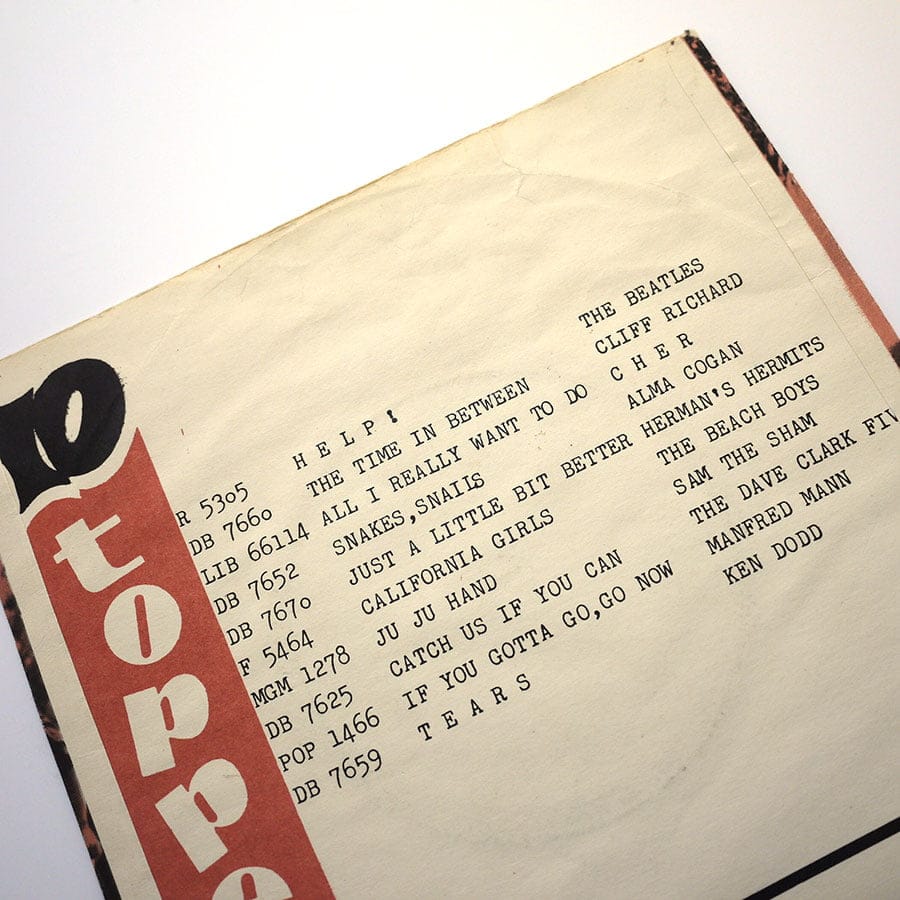 10
toppe
R 5305 H E L P ! THE BEATLES
DB 7660 THE TIME IN BETWEEN CLIFF RICHARD
LIB 66114 ALL I REALLY WANT TO DO C H E R
DB 7652 SNAKES,SNAILS ALMA COGAN
DB 7670 JUST A LITTLE BIT BETTER HERMAN'S HERMITS
F 5464 CALIFORNIA GIRLS THE BEACH BOYS
MGM 1278 JU JU HAND SAM THE SHAM
DB 7625 CATCH US IF YOU CAN THE DAVE CLARK FIV
POP 1466 IF YOU GOTTA GO,GO NOW MANFRED MANN
DB 7659 T E A R S KEN DODD